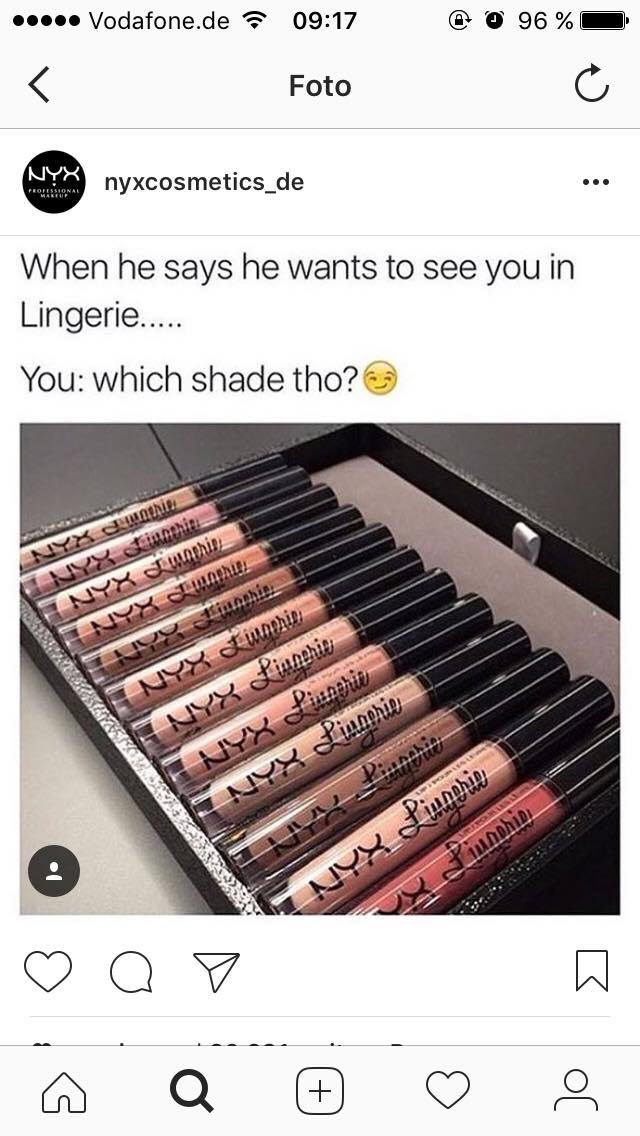 Vodafone.de 09:17 96 %
Foto
NYX
PROFESSIONAL
MAKEUP
nyxcosmetics_de
When he says he wants to see you in
Lingerie.....
You: which shade tho?😏
NYX Lingerie
NYX Lingerie
NYX Lingerie
NYX Lingerie
NYX Lingerie
NYX Lingerie
NYX Lingerie
NYX Lingerie
NYX Lingerie
NYX Lingerie
NYX Lingerie
Lingerie